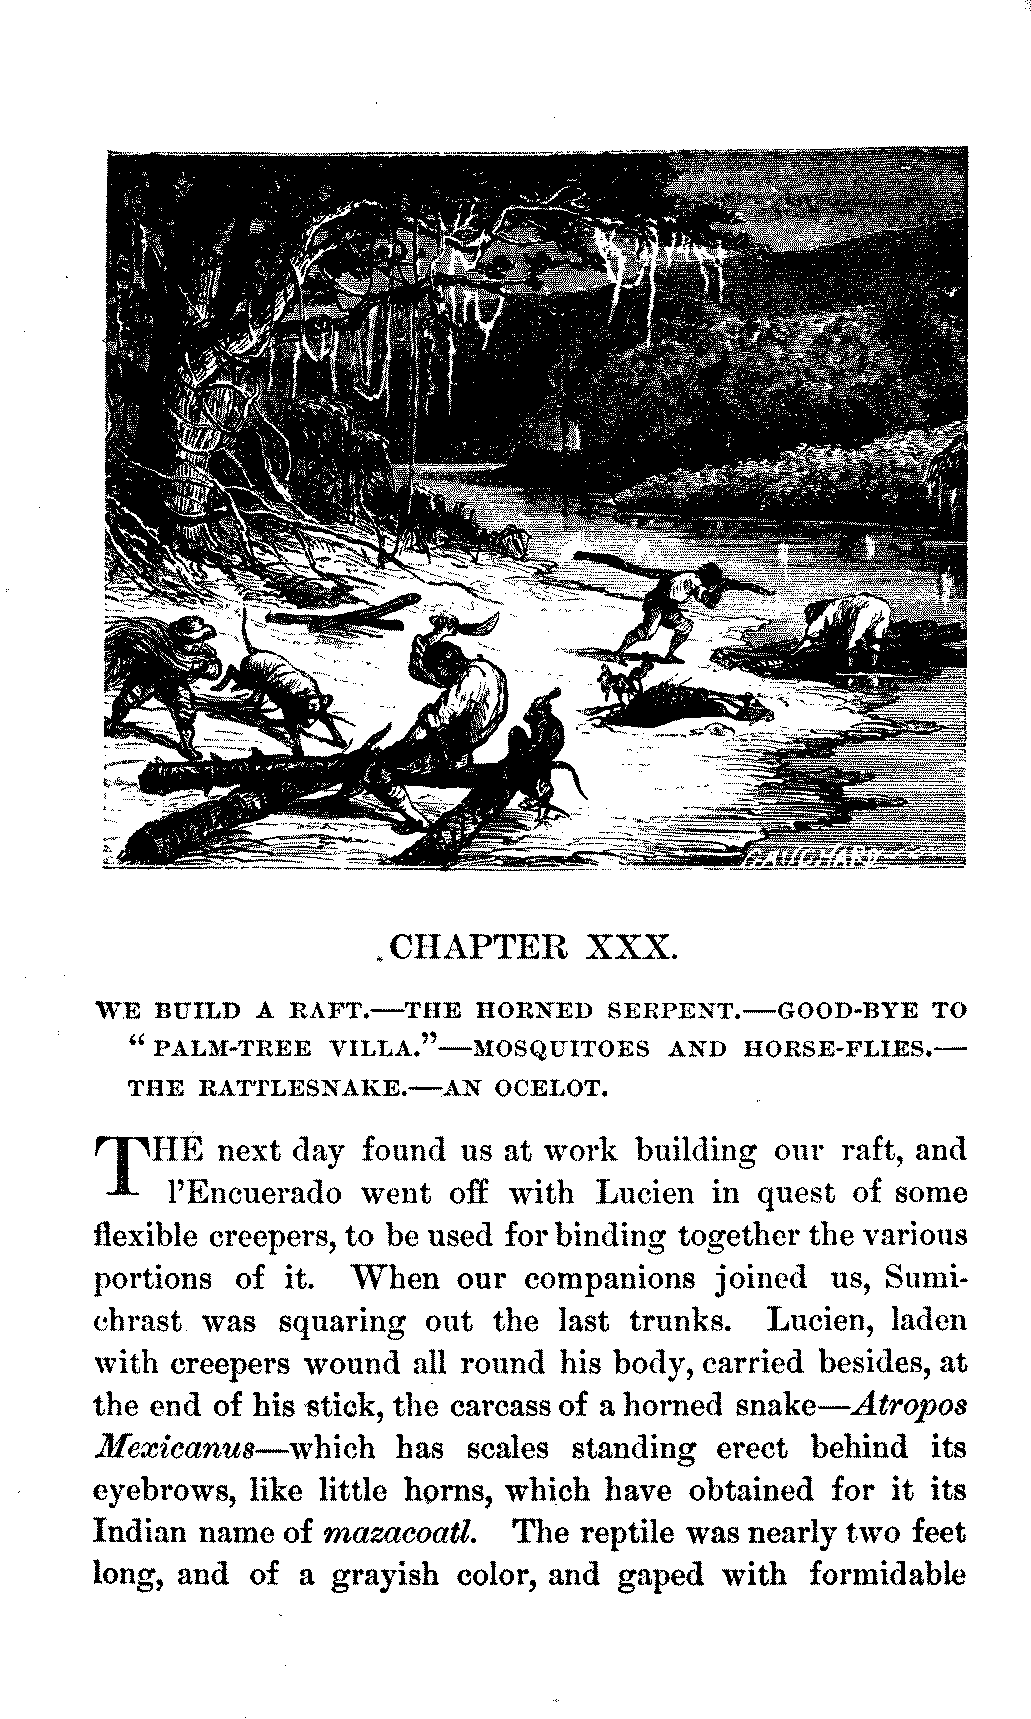 GAUCHARD
CHAPTER XXX.
WE BUILD A RAFT.—THE HORNED SERPENT.—GOOD-BYE TO
“PALM-TREE VILLA.”—MOSQUITOES AND HORSE-FLIES.—
THE RATTLESNAKE.—AN OCELOT.
THE next day found us at work building our raft, and
l’Encuerado went off with Lucien in quest of some
flexible creepers, to be used for binding together the various
portions of it. When our companions joined us, Sumi-
chrast was squaring out the last trunks. Lucien, laden
with creepers wound all round his body, carried besides, at
the end of his stick, the carcass of a horned snake—Atropos
Mexicanus—which has scales standing erect behind its
eyebrows, like little horns, which have obtained for it its
Indian name of mazacoatl. The reptile was nearly two feet
long, and of a grayish color, and gaped with formidable